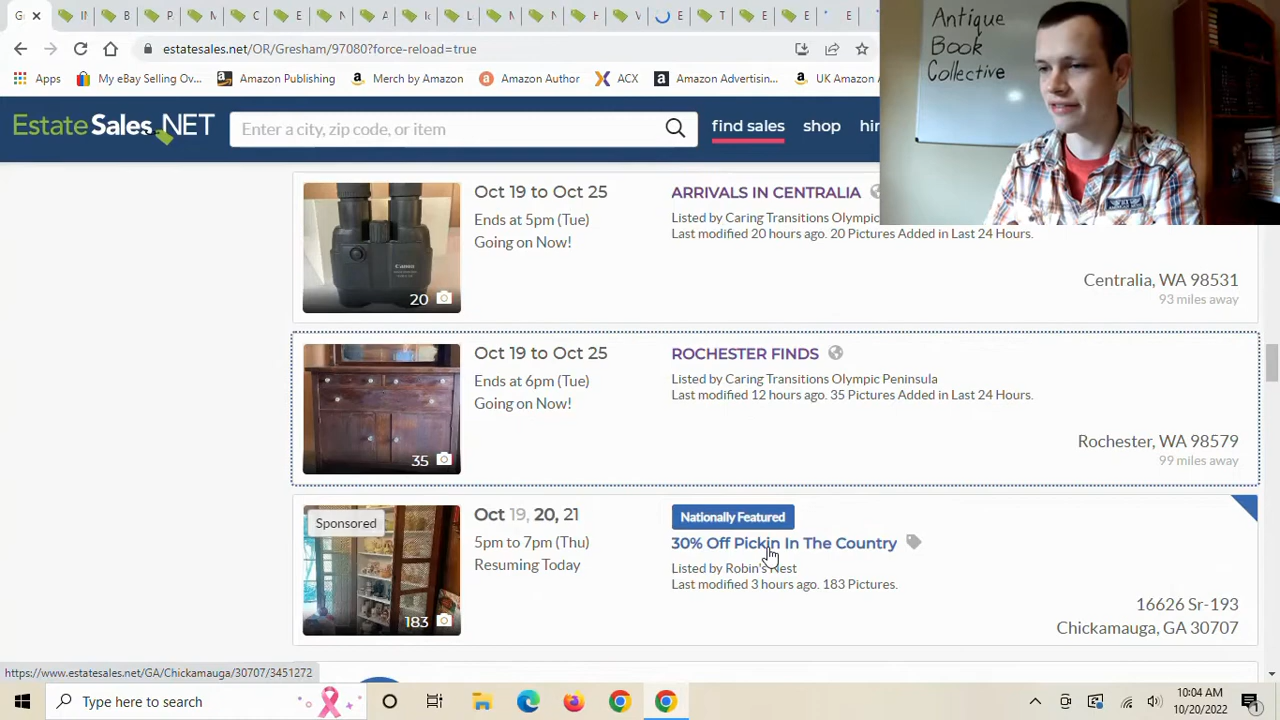 G
IN
E
P
M
C
E
A
Ic
L
N
N
H
V
E
T
E
E
estatesales.net/OR/Gresham/97080?force-reload=true
Apps
My eBay Selling Ov...
Amazon Publishing
Merch by Amazon
Amazon Author
ACX
Amazon Advertisin...
UK Amazon A
Antique
Book
Collective
EstateSales.NET
Enter a city, zip code, or item
find sales
shop
hir
20
Oct 19 to Oct 25
Ends at 5pm (Tue)
Going on Now!
ARRIVALS IN CENTRALIA
Listed by Caring Transitions Olympic
Last modified 20 hours ago. 20 Pictures Added in Last 24 Hours.
Centralia, WA 98531
93 miles away
Canon
35
Oct 19 to Oct 25
Ends at 6pm (Tue)
Going on Now!
ROCHESTER FINDS
Listed by Caring Transitions Olympic Peninsula
Last modified 12 hours ago. 35 Pictures Added in Last 24 Hours.
Rochester, WA 98579
99 miles away
Sponsored
183
Oct 19, 20, 21
5pm to 7pm (Thu)
Resuming Today
Nationally Featured
30% Off Pickin In The Country
Listed by Robin's Nest
Last modified 3 hours ago. 183 Pictures.
16626 Sr-193
Chickamauga, GA 30707
https://www.estatesales.net/GA/Chickamauga/30707/3451272
Type here to search
10:04 AM
10/20/2022